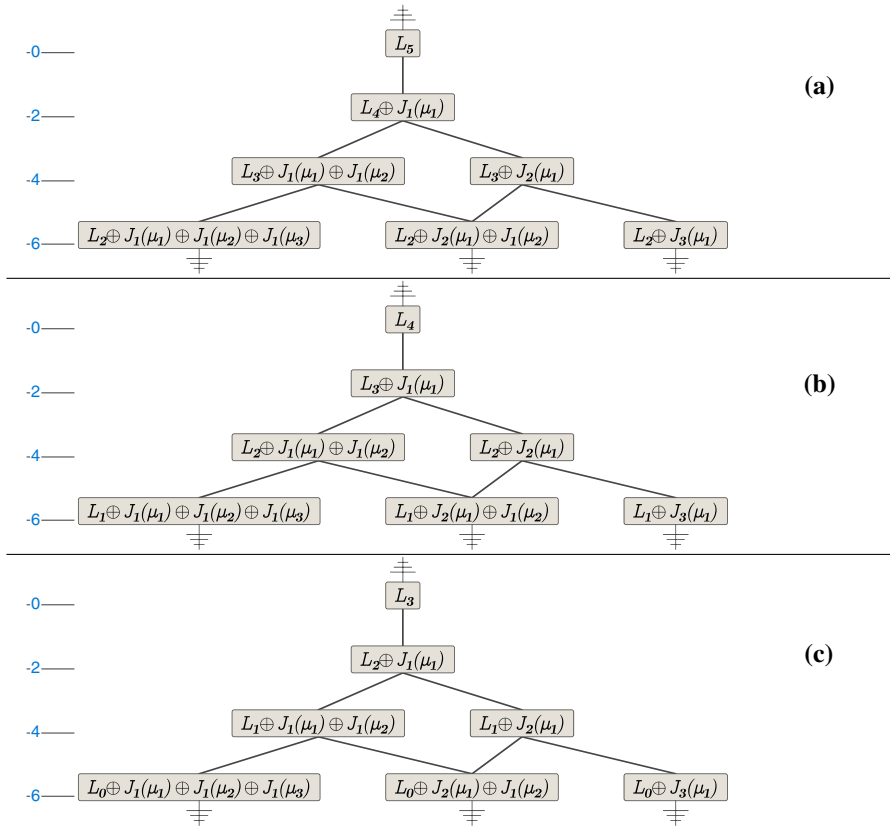 -0 L₅
(a)
-2 L₄⊕ J₁(μ₁)
-4 L₃⊕ J₁(μ₁) ⊕ J₁(μ₂) L₃⊕ J₂(μ₁)
-6 L₂⊕ J₁(μ₁) ⊕ J₁(μ₂) ⊕ J₁(μ₃) L₂⊕ J₂(μ₁) ⊕ J₁(μ₂) L₂⊕ J₃(μ₁)
-0 L₄
(b)
-2 L₃⊕ J₁(μ₁)
-4 L₂⊕ J₁(μ₁) ⊕ J₁(μ₂) L₂⊕ J₂(μ₁)
-6 L₁⊕ J₁(μ₁) ⊕ J₁(μ₂) ⊕ J₁(μ₃) L₁⊕ J₂(μ₁) ⊕ J₁(μ₂) L₁⊕ J₃(μ₁)
-0 L₃
(c)
-2 L₂⊕ J₁(μ₁)
-4 L₁⊕ J₁(μ₁) ⊕ J₁(μ₂) L₁⊕ J₂(μ₁)
-6 L₀⊕ J₁(μ₁) ⊕ J₁(μ₂) ⊕ J₁(μ₃) L₀⊕ J₂(μ₁) ⊕ J₁(μ₂) L₀⊕ J₃(μ₁)